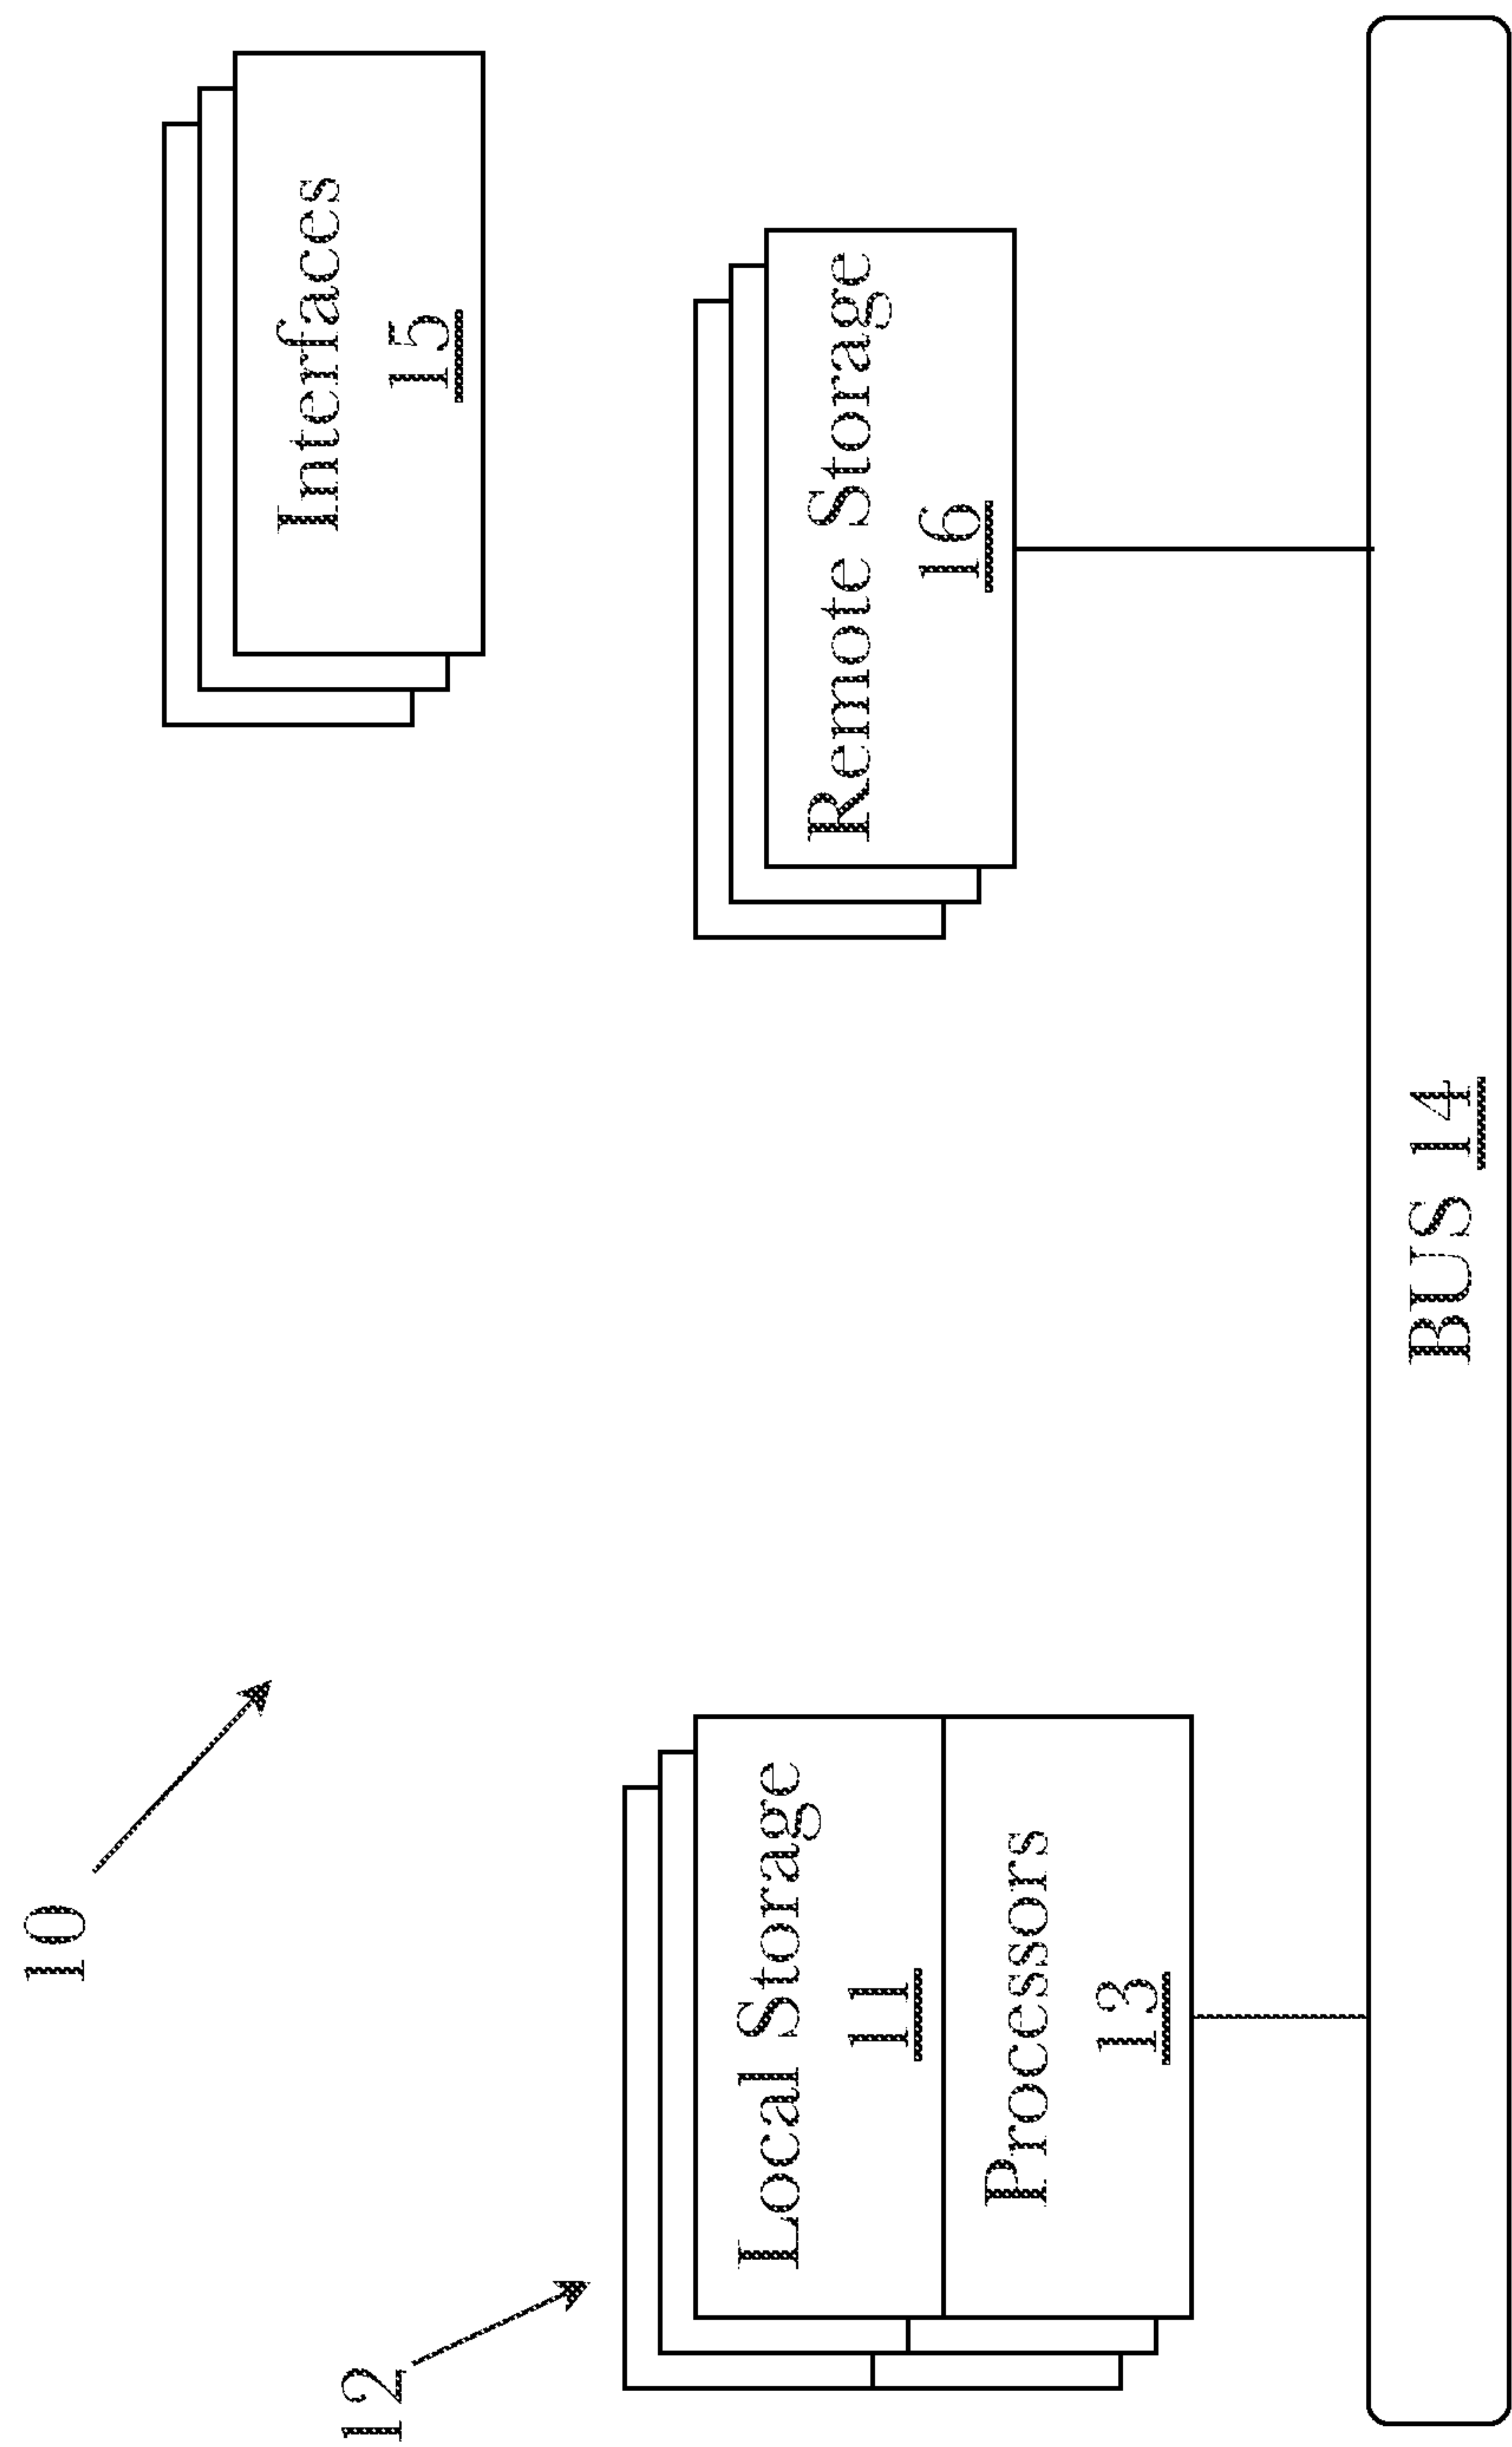 10
12
Interfaces
15
Local Storage
11
Processors
13
Remote Storage
16
BUS 14